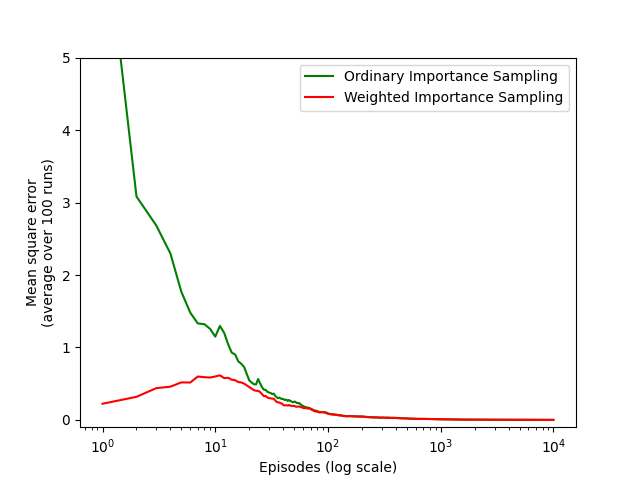 Ordinary Importance Sampling
Weighted Importance Sampling
5
4
3
2
1
0
Mean square error
(average over 100 runs)
10⁰ 10¹ 10² 10³ 10⁴
Episodes (log scale)